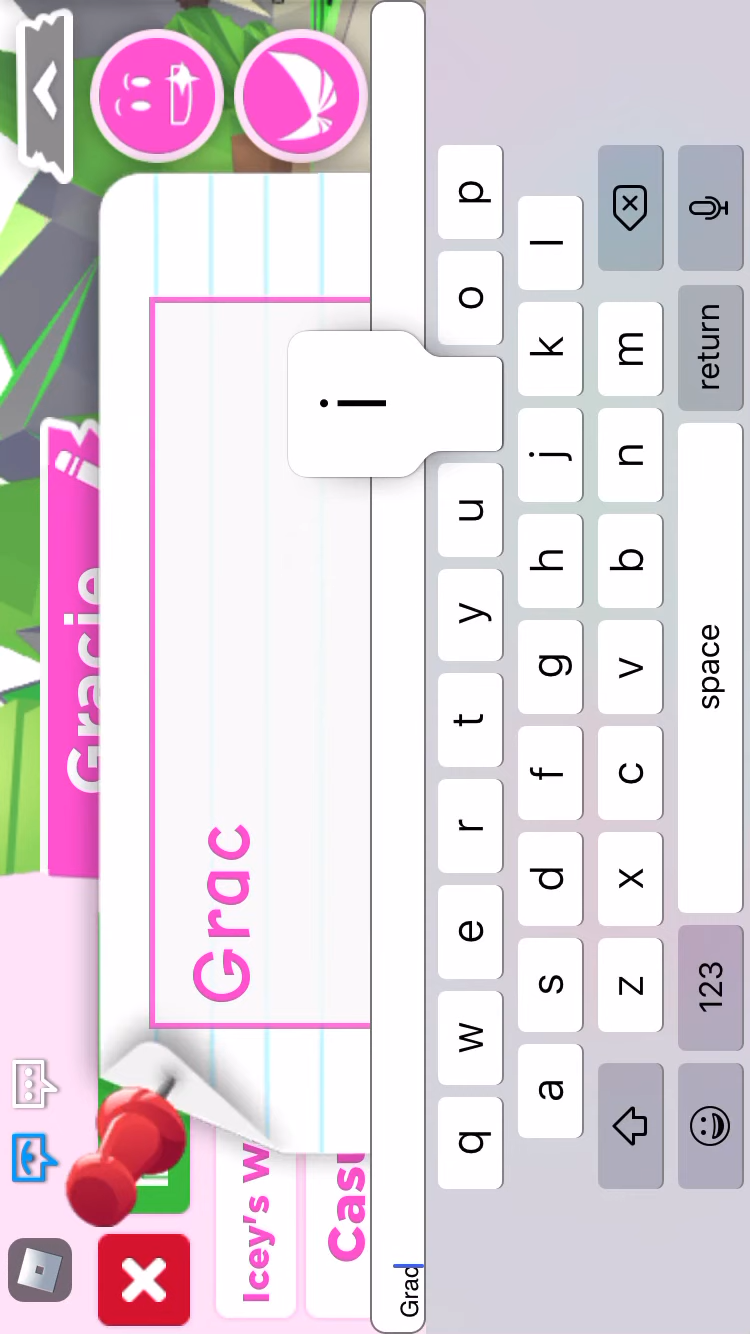 Gracie
Grac
Icey's W
Cas
Grac
i
q w e r t y u o p
a s d f g h j k l
z x c v b n m
123 space return